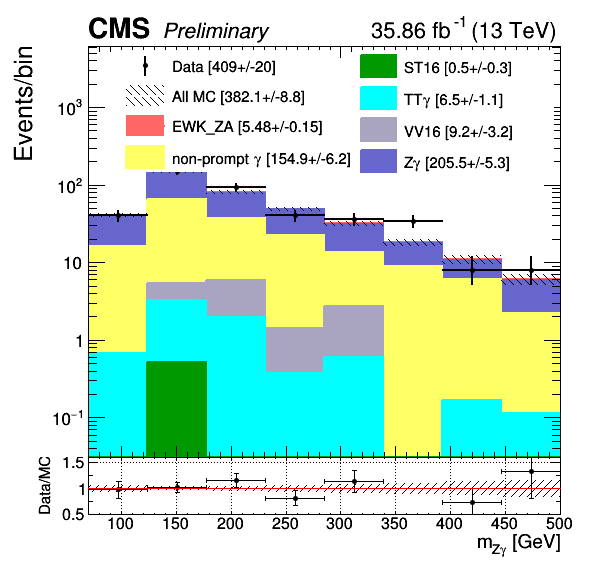 CMS Preliminary 35.86 fb⁻¹ (13 TeV)
Events/bin
Data [409+/-20]
All MC [382.1+/-8.8]
EWK_ZA [5.48+/-0.15]
non-prompt γ [154.9+/-6.2]
ST16 [0.5+/-0.3]
TTγ [6.5+/-1.1]
VV16 [9.2+/-3.2]
Zγ [205.5+/-5.3]
10³
10²
10
1
10⁻¹
Data/MC
1.5
1
0.5
100 150 200 250 300 350 400 450 500
m_Zγ [GeV]